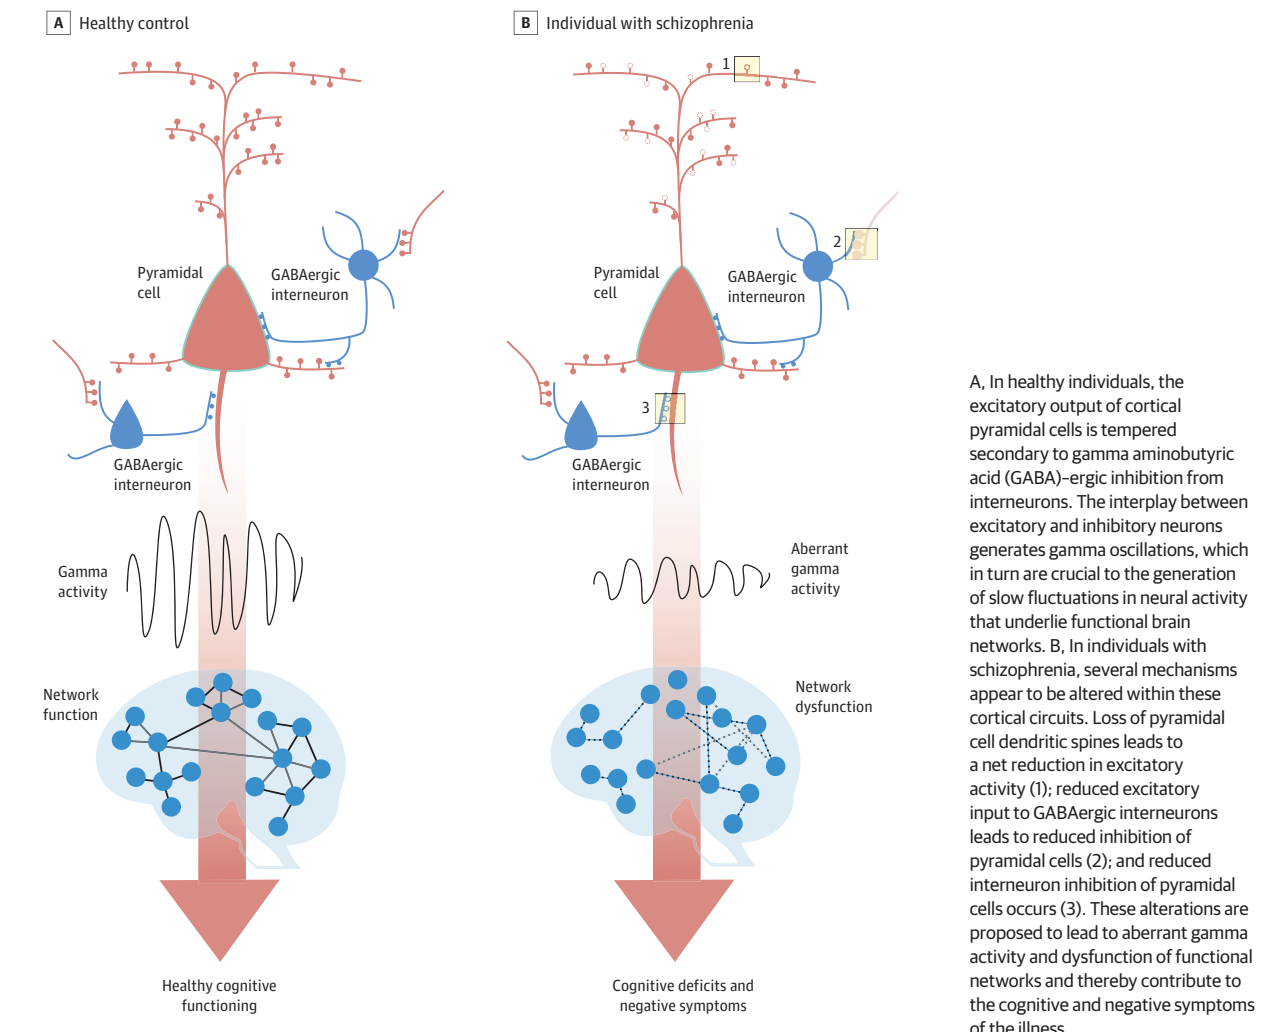 A Healthy control
Pyramidal
cell
GABAergic
interneuron
GABAergic
interneuron
Gamma
activity
Network
function
Healthy cognitive
functioning
B Individual with schizophrenia
1
2
Pyramidal
cell
GABAergic
interneuron
3
GABAergic
interneuron
Aberrant
gamma
activity
Network
dysfunction
Cognitive deficits and
negative symptoms
A, In healthy individuals, the
excitatory output of cortical
pyramidal cells is tempered
secondary to gamma aminobutyric
acid (GABA)–ergic inhibition from
interneurons. The interplay between
excitatory and inhibitory neurons
generates gamma oscillations, which
in turn are crucial to the generation
of slow fluctuations in neural activity
that underlie functional brain
networks. B, In individuals with
schizophrenia, several mechanisms
appear to be altered within these
cortical circuits. Loss of pyramidal
cell dendritic spines leads to
a net reduction in excitatory
activity (1); reduced excitatory
input to GABAergic interneurons
leads to reduced inhibition of
pyramidal cells (2); and reduced
interneuron inhibition of pyramidal
cells occurs (3). These alterations are
proposed to lead to aberrant gamma
activity and dysfunction of functional
networks and thereby contribute to
the cognitive and negative symptoms
of the illness